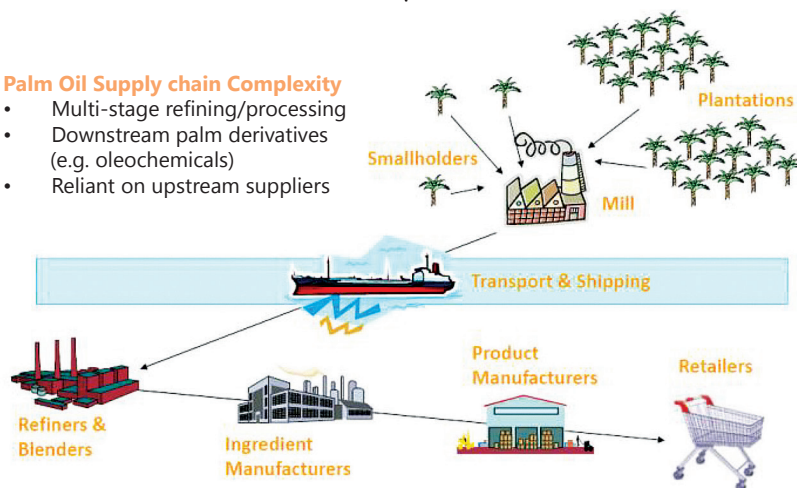 Palm Oil Supply chain Complexity
• Multi-stage refining/processing
• Downstream palm derivatives
(e.g. oleochemicals)
• Reliant on upstream suppliers
Plantations
Smallholders
Mill
Transport & Shipping
Refiners &
Blenders
Ingredient
Manufacturers
Product
Manufacturers
Retailers